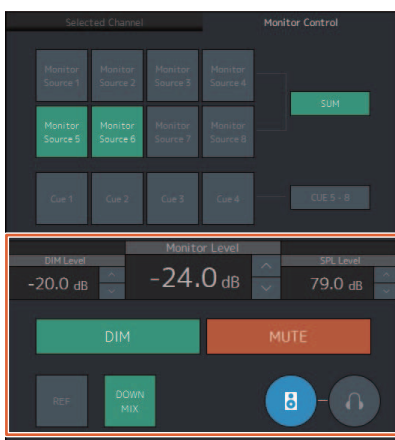 Selected Channel
Monitor Control
Monitor Source 1
Monitor Source 2
Monitor Source 3
Monitor Source 4
SUM
Monitor Source 5
Monitor Source 6
Monitor Source 7
Monitor Source 8
Cue 1
Cue 2
Cue 3
Cue 4
CUE 5 - 8
Monitor Level
DIM Level
SPL Level
-20.0 dB
-24.0 dB
79.0 dB
DIM
MUTE
REF
DOWN
MIX